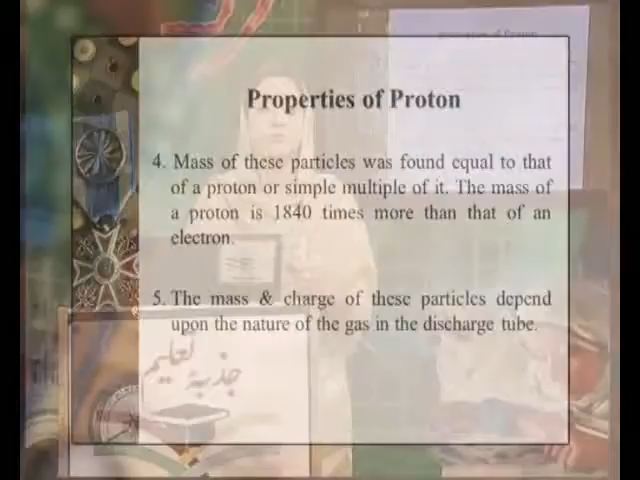 Properties of Proton
4. Mass of these particles was found equal to that
of a proton or simple multiple of it. The mass of
a proton is 1840 times more than that of an
electron.
5. The mass & charge of these particles depend
upon the nature of the gas in the discharge tube.
جذبۂ تعلیم